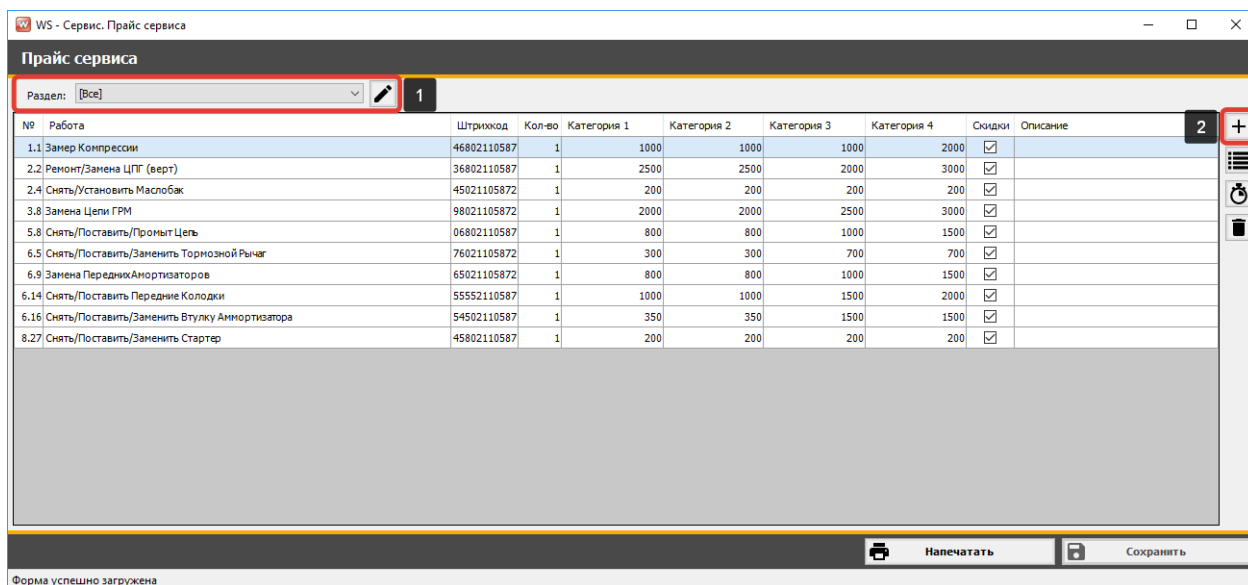 WS - Сервис. Прайс сервиса
Прайс сервиса
Раздел: [Все] 1
№ Работа Штрихкод Кол-во Категория 1 Категория 2 Категория 3 Категория 4 Скидки Описание 2
1.1 Замер Компрессии 46802110587 1 1000 1000 1000 2000
2.2 Ремонт/Замена ЦПГ (верт) 36802110587 1 2500 2500 2000 3000
2.4 Снять/Установить Маслобак 45021105872 1 200 200 200 200
3.8 Замена Цепи ГРМ 98021105872 1 2000 2000 2500 3000
5.8 Снять/Поставить/Промыт Цепь 06802110587 1 800 800 1000 1500
6.5 Снять/Поставить/Заменить Тормозной Рычаг 76021105872 1 300 300 700 700
6.9 Замена ПереднихАмортизаторов 65021105872 1 800 800 1000 1500
6.14 Снять/Поставить Передние Колодки 55552110587 1 1000 1000 1500 2000
6.16 Снять/Поставить/Заменить Втулку Аммортизатора 54502110587 1 350 350 1500 1500
8.27 Снять/Поставить/Заменить Стартер 45802110587 1 200 200 200 200
Напечатать Сохранить
Форма успешно загружена